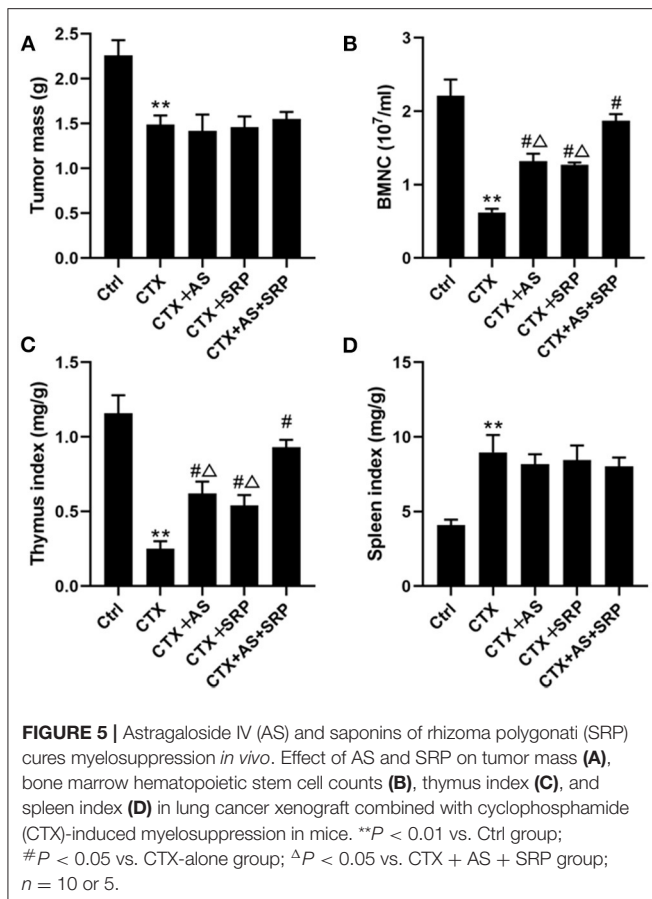 A
Tumor mass (g)
2.5
2.0
1.5
1.0
0.5
0.0
**
Ctrl
CTX
CTX+AS
CTX+SRP
CTX+AS+SRP
B
BMNC (10⁷/ml)
3
2
1
0
**
#△
#△
#
Ctrl
CTX
CTX+AS
CTX+SRP
CTX+AS+SRP
C
Thymus index (mg/g)
1.5
1.0
0.5
0.0
**
#△
#△
#
Ctrl
CTX
CTX+AS
CTX+SRP
CTX+AS+SRP
D
Spleen index (mg/g)
15
10
5
0
**
Ctrl
CTX
CTX+AS
CTX+SRP
CTX+AS+SRP
FIGURE 5 | Astragaloside IV (AS) and saponins of rhizoma polygonati (SRP)
cures myelosuppression in vivo. Effect of AS and SRP on tumor mass (A),
bone marrow hematopoietic stem cell counts (B), thymus index (C), and
spleen index (D) in lung cancer xenograft combined with cyclophosphamide
(CTX)-induced myelosuppression in mice. **P < 0.01 vs. Ctrl group;
#P < 0.05 vs. CTX-alone group; △P < 0.05 vs. CTX + AS + SRP group;
n = 10 or 5.